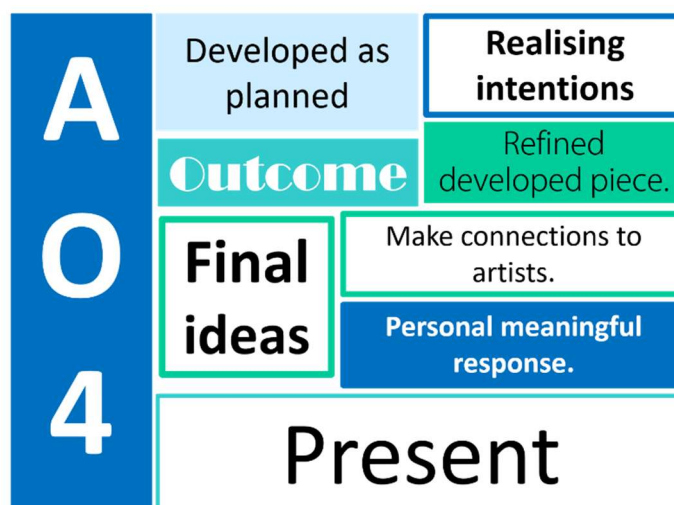 A
O
4
Developed as
planned
Realising
intentions
Outcome
Refined
developed piece.
Final
ideas
Make connections to
artists.
Personal meaningful
response.
Present